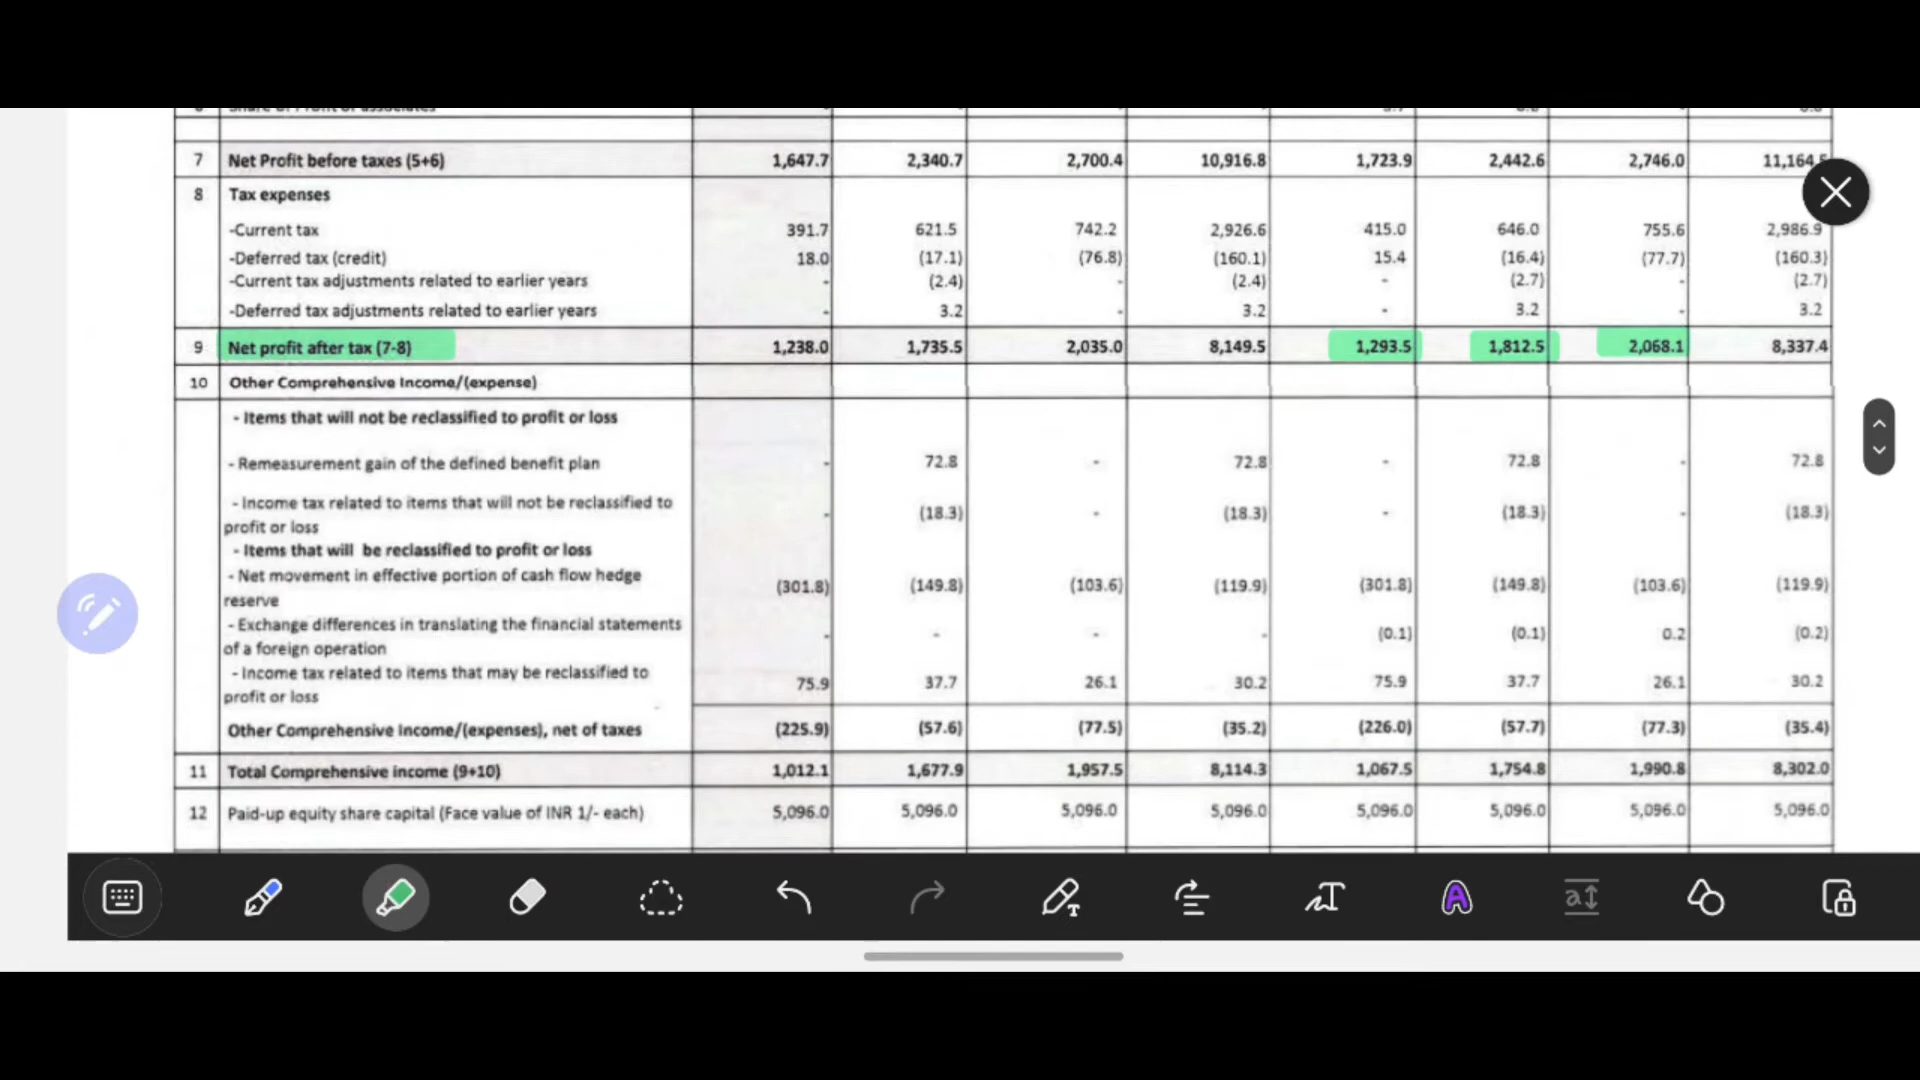 7 Net Profit before taxes (5+6) 1,647.7 2,340.7 2,700.4 10,916.8 1,723.9 2,442.6 2,746.0 11,164.
8 Tax expenses
-Current tax 391.7 621.5 742.2 2,926.6 415.0 646.0 755.6 2,986.9
-Deferred tax (credit) 18.0 (17.1) (76.8) (160.1) 15.4 (16.4) (77.7) (160.3)
-Current tax adjustments related to earlier years - (2.4) - (2.4) - (2.7) - (2.7)
-Deferred tax adjustments related to earlier years - 3.2 - 3.2 - 3.2 - 3.2
9 Net profit after tax (7-8) 1,238.0 1,735.5 2,035.0 8,149.5 1,293.5 1,812.5 2,068.1 8,337.4
10 Other Comprehensive Income/(expense)
- Items that will not be reclassified to profit or loss
- Remeasurement gain of the defined benefit plan - 72.8 - 72.8 - 72.8 - 72.8
- Income tax related to items that will not be reclassified to
profit or loss - (18.3) - (18.3) - (18.3) - (18.3)
- Items that will be reclassified to profit or loss
- Net movement in effective portion of cash flow hedge
reserve (301.8) (149.8) (103.6) (119.9) (301.8) (149.8) (103.6) (119.9)
- Exchange differences in translating the financial statements
of a foreign operation - - - - (0.1) (0.1) 0.2 (0.2)
- Income tax related to items that may be reclassified to
profit or loss 75.9 37.7 26.1 30.2 75.9 37.7 26.1 30.2
Other Comprehensive Income/(expenses), net of taxes (225.9) (57.6) (77.5) (35.2) (226.0) (57.7) (77.3) (35.4)
11 Total Comprehensive income (9+10) 1,012.1 1,677.9 1,957.5 8,114.3 1,067.5 1,754.8 1,990.8 8,302.0
12 Paid-up equity share capital (Face value of INR 1/- each) 5,096.0 5,096.0 5,096.0 5,096.0 5,096.0 5,096.0 5,096.0 5,096.0